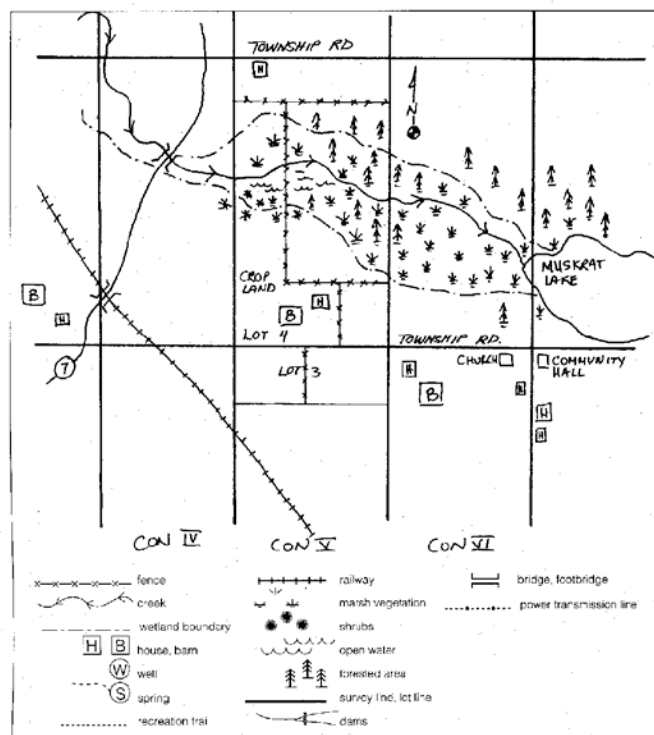 TOWNSHIP RD
H
N
MUSKRAT
LAKE
CROP
LAND
B
H
B
H
LOT 4
TOWNSHIP RD.
7
LOT 3
H
CHURCH
COMMUNITY
HALL
B
H
H
H
CON IV
CON V
CON VI
fence
railway
bridge, footbridge
creek
marsh vegetation
power transmission line
wetland boundary
shrubs
H B house, barn
open water
W well
forested area
S spring
survey line, lot line
recreation trai
dams